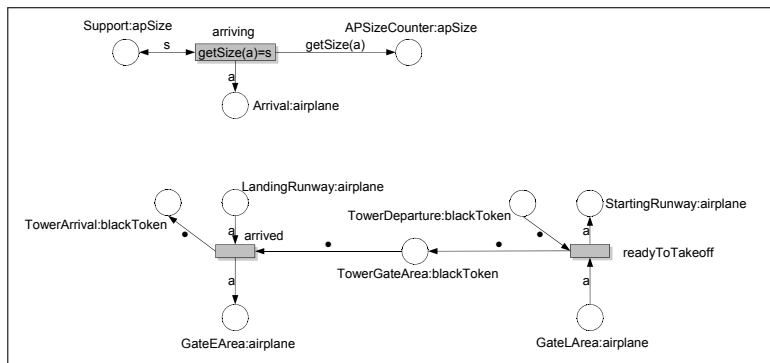 Support:apSize
arriving
APSizeCounter:apSize
s
getSize(a)=s
getSize(a)
a
Arrival:airplane
LandingRunway:airplane
TowerArrival:blackToken
a
arrived
TowerDeparture:blackToken
StartingRunway:airplane
a
readyToTakeoff
TowerGateArea:blackToken
a
a
GateEArea:airplane
GateLArea:airplane